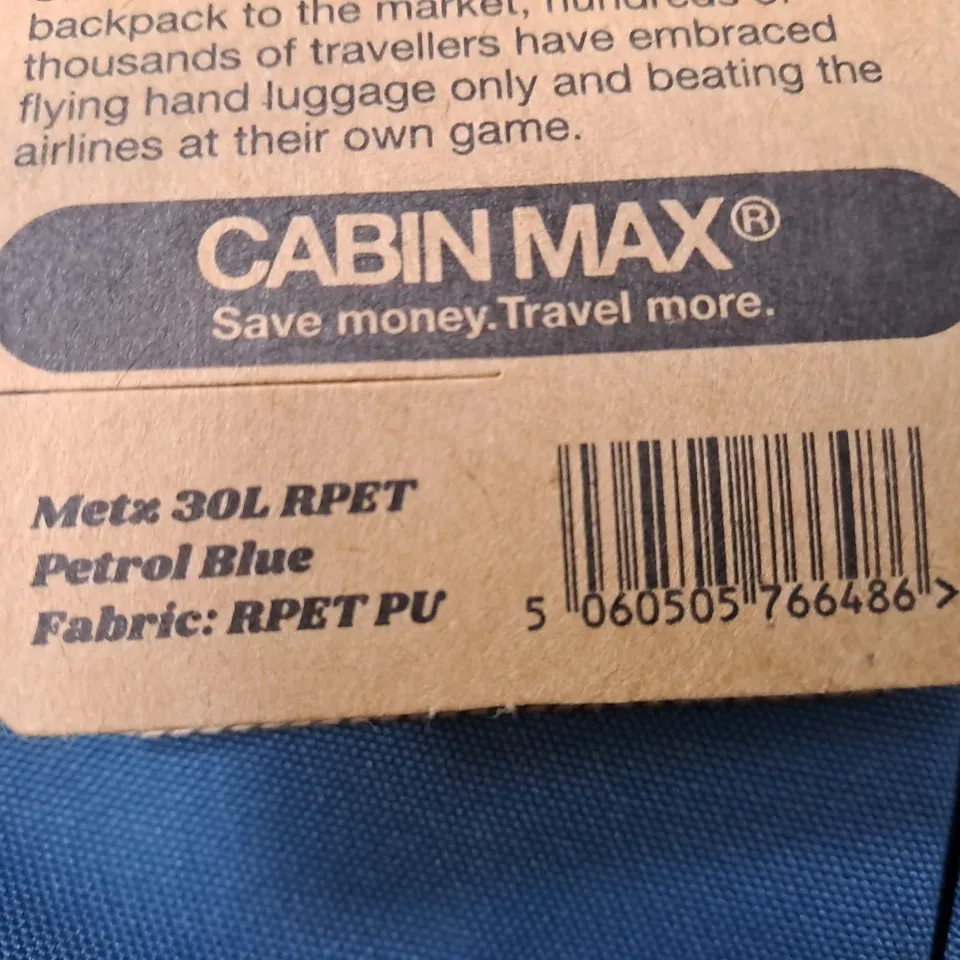 backpack to the market, hundreds of
thousands of travellers have embraced
flying hand luggage only and beating the
airlines at their own game.
CABIN MAX®
Save money. Travel more.
Metz 30L RPET
Petrol Blue
Fabric: RPET PU
5 060505 766486 >